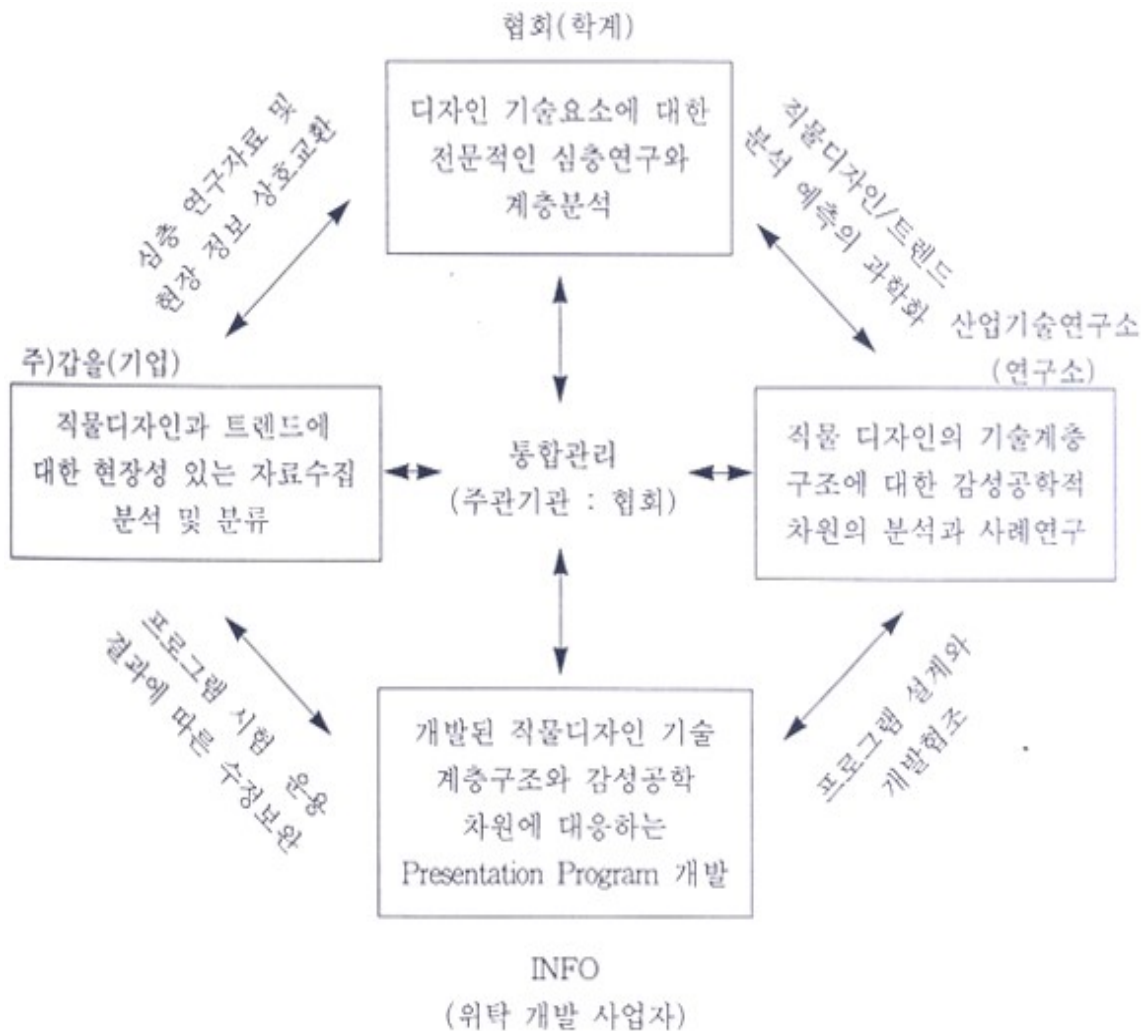 협회(학계)
디자인 기술요소에 대한
전문적인 심층연구와
계층분석
심층 연구자료 및
현장 정보 상호교환
직물디자인/트렌드
분석 예측의 과학화
산업기술연구소
(연구소)
주)갑을(기업)
직물디자인과 트렌드에
대한 현장성 있는 자료수집
분석 및 분류
통합관리
(주관기관 : 협회)
직물 디자인의 기술계층
구조에 대한 감성공학적
차원의 분석과 사례연구
프로그램 시험 운용
결과에 따른 수정보완
개발된 직물디자인 기술
계층구조와 감성공학
차원에 대응하는
Presentation Program 개발
프로그램 설계와
개발협조
INFO
(위탁 개발 사업자)